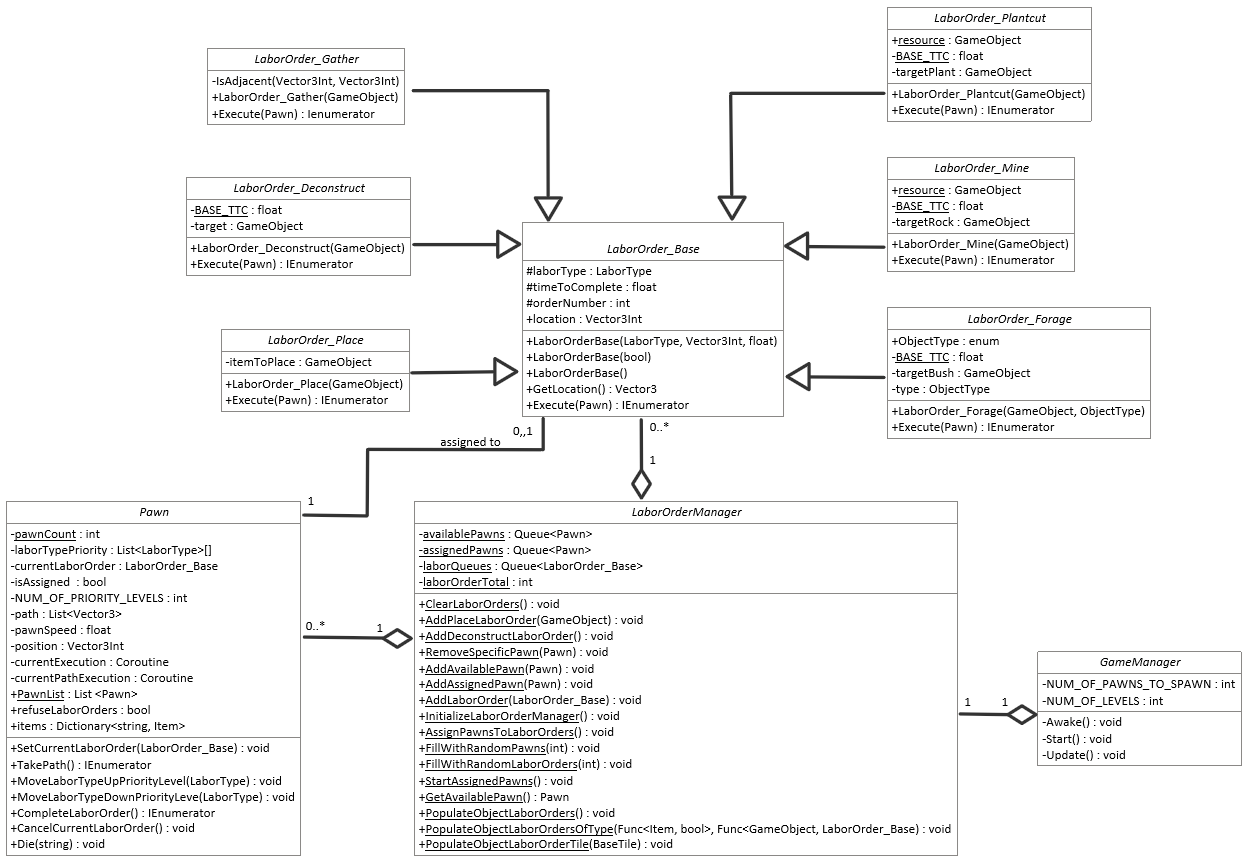 LaborOrder_Gather
-IsAdjacent(Vector3Int, Vector3Int)
+LaborOrder_Gather(GameObject)
+Execute(Pawn) : Ienumerator
LaborOrder_Plantcut
+resource : GameObject
-BASE_TTC : float
-targetPlant : GameObject
+LaborOrder_Plantcut(GameObject)
+Execute(Pawn) : IEnumerator
LaborOrder_Deconstruct
-BASE_TTC : float
-target : GameObject
+LaborOrder_Deconstruct(GameObject)
+Execute(Pawn) : IEnumerator
LaborOrder_Mine
+resource : GameObject
-BASE_TTC : float
-targetRock : GameObject
+LaborOrder_Mine(GameObject)
+Execute(Pawn) : IEnumerator
LaborOrder_Base
#laborType : LaborType
#timeToComplete : float
#orderNumber : int
+location : Vector3Int
+LaborOrderBase(LaborType, Vector3Int, float)
+LaborOrderBase(bool)
+LaborOrderBase()
+GetLocation() : Vector3
+Execute(Pawn) : IEnumerator
LaborOrder_Place
-itemToPlace : GameObject
+LaborOrder_Place(GameObject)
+Execute(Pawn) : IEnumerator
LaborOrder_Forage
+ObjectType : enum
-BASE_TTC : float
-targetBush : GameObject
-type : ObjectType
+LaborOrder_Forage(GameObject, ObjectType)
+Execute(Pawn) : IEnumerator
0,,1
assigned to
1
0..*
1
Pawn
-pawnCount : int
-laborTypePriority : List<LaborType>[]
-currentLaborOrder : LaborOrder_Base
-isAssigned : bool
-NUM_OF_PRIORITY_LEVELS : int
-path : List<Vector3>
-pawnSpeed : float
-position : Vector3Int
-currentExecution : Coroutine
-currentPathExecution : Coroutine
+PawnList : List <Pawn>
+refuseLaborOrders : bool
+items : Dictionary<string, Item>
+SetCurrentLaborOrder(LaborOrder_Base) : void
+TakePath() : IEnumerator
+MoveLaborTypeUpPriorityLevel(LaborType) : void
+MoveLaborTypeDownPriorityLeve(LaborType) : void
+CompleteLaborOrder() : IEnumerator
+CancelCurrentLaborOrder() : void
+Die(string) : void
0..*
1
LaborOrderManager
-availablePawns : Queue<Pawn>
-assignedPawns : Queue<Pawn>
-laborQueues : Queue<LaborOrder_Base>
-laborOrderTotal : int
+ClearLaborOrders() : void
+AddPlaceLaborOrder(GameObject) : void
+AddDeconstructLaborOrder() : void
+RemoveSpecificPawn(Pawn) : void
+AddAvailablePawn(Pawn) : void
+AddAssignedPawn(Pawn) : void
+AddLaborOrder(LaborOrder_Base) : void
+InitializeLaborOrderManager() : void
+AssignPawnsToLaborOrders() : void
+FillWithRandomPawns(int) : void
+FillWithRandomLaborOrders(int) : void
+StartAssignedPawns() : void
+GetAvailablePawn() : Pawn
+PopulateObjectLaborOrders() : void
+PopulateObjectLaborOrdersOfType(Func<Item, bool>, Func<GameObject, LaborOrder_Base) : void
+PopulateObjectLaborOrderTile(BaseTile) : void
1
1
GameManager
-NUM_OF_PAWNS_TO_SPAWN : int
-NUM_OF_LEVELS : int
-Awake() : void
-Start() : void
-Update() : void